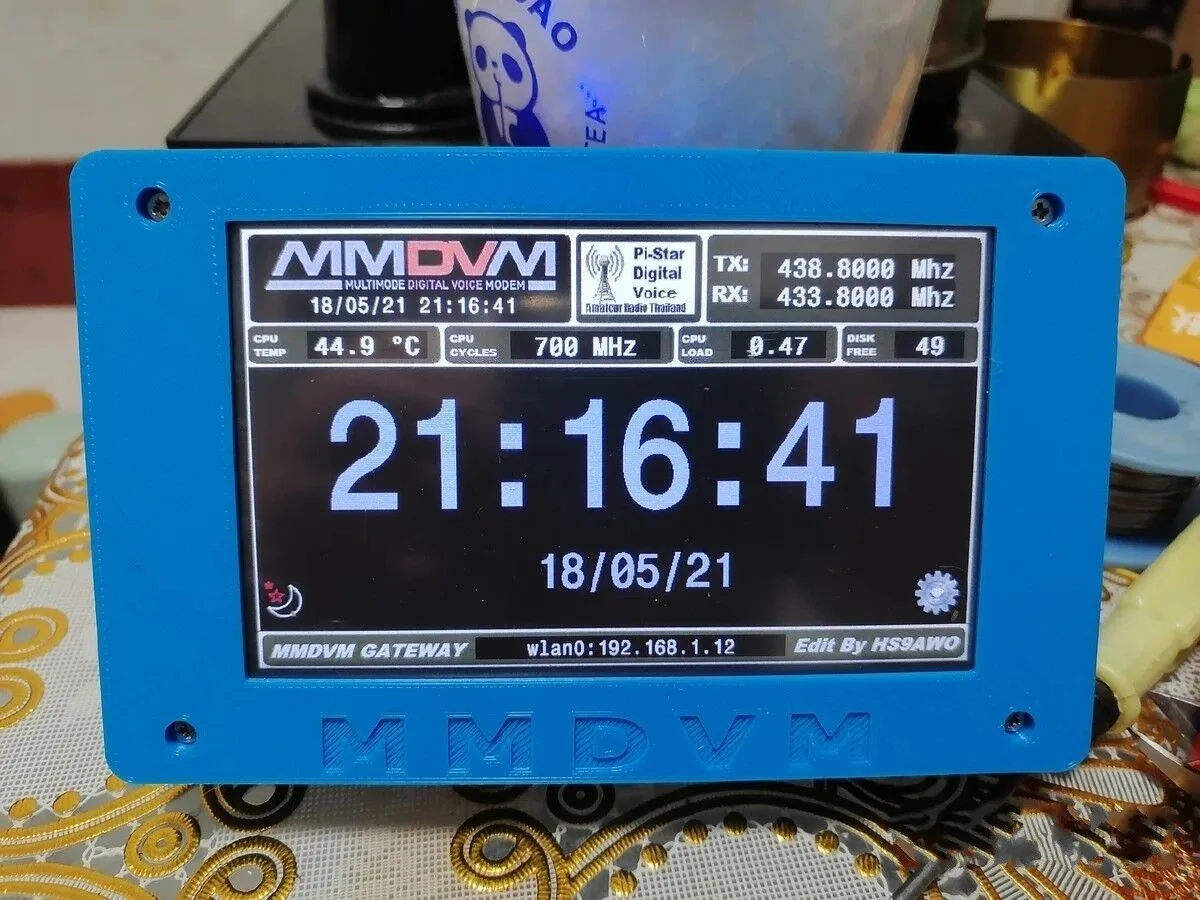 BAO
TEA
MMDVM
MULTIMODE DIGITAL VOICE MODEM
18/05/21 21:16:41
Pi-Star
Digital
Voice
Amateur Radio Thailand
TX: 438.8000 Mhz
RX: 433.8000 Mhz
CPU TEMP 44.9 °C
CPU CYCLES 700 MHz
CPU LOAD 0.47
DISK FREE 49
21:16:41
18/05/21
MMDVM GATEWAY wlan0:192.168.1.12 Edit By HS9AWO
MMDVM